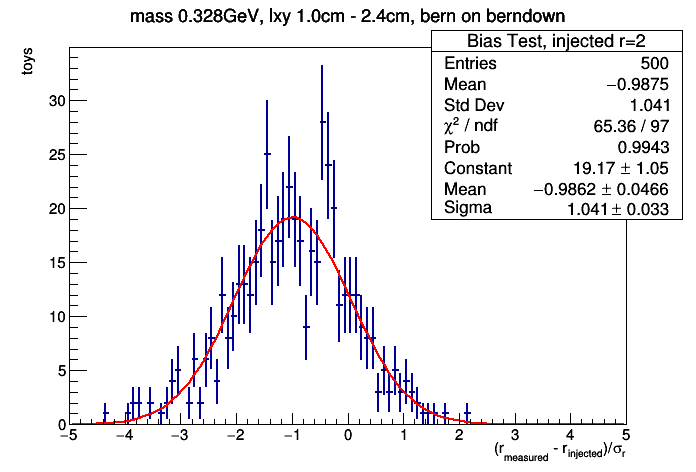 mass 0.328GeV, lxy 1.0cm - 2.4cm, bern on berndown
Bias Test, injected r=2
Entries 500
Mean −0.9875
Std Dev 1.041
χ² / ndf 65.36 / 97
Prob 0.9943
Constant 19.17 ± 1.05
Mean −0.9862 ± 0.0466
Sigma 1.041 ± 0.033
toys
30
25
20
15
10
5
0
−5 −4 −3 −2 −1 0 1 2 3 4 5
(r_measured - r_injected)/σ_r